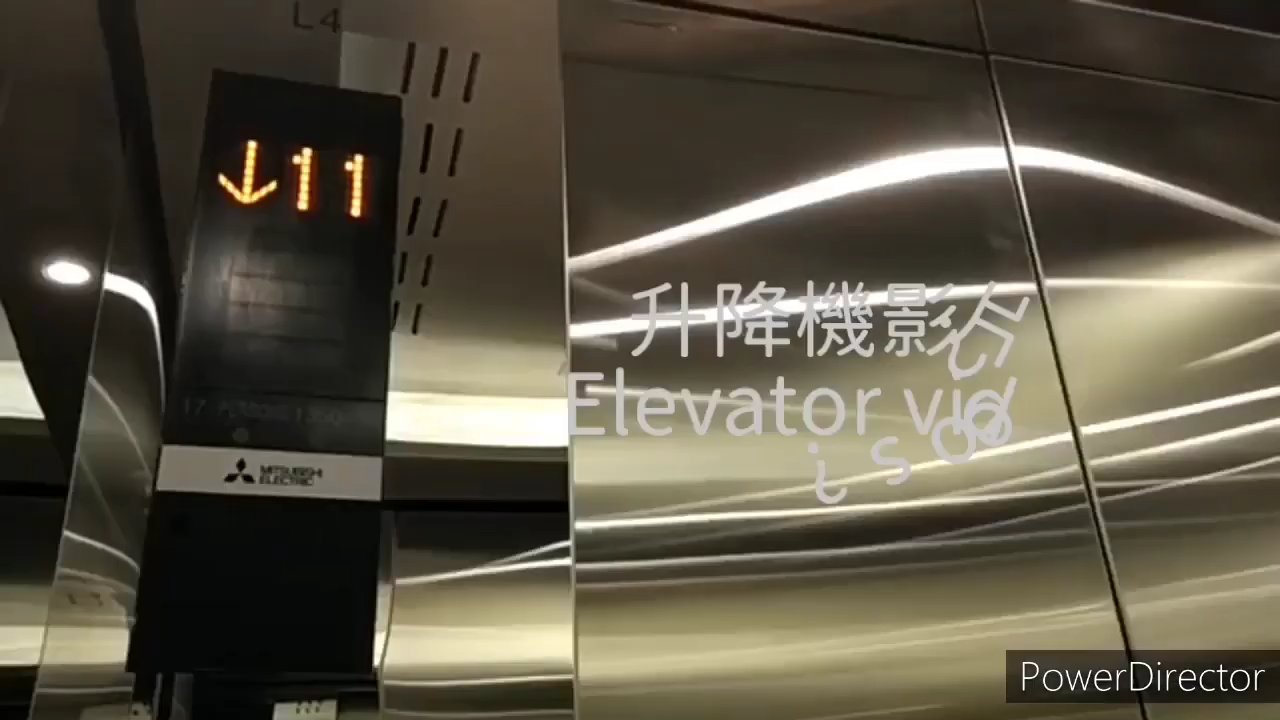 L4
↓11
MITSUBISHI
ELECTRIC
升降機影
Elevator vid
PowerDirector